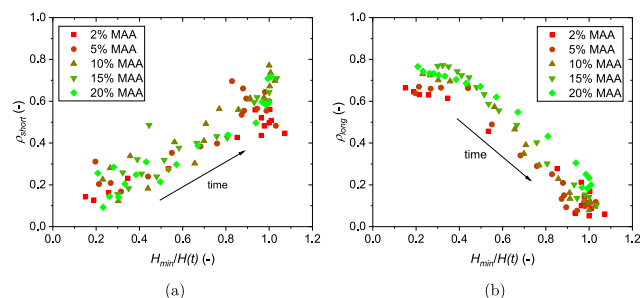 1.0
0.8
0.6
0.4
0.2
0.0
ρshort (-)
2% MAA
5% MAA
10% MAA
15% MAA
20% MAA
time
0.0 0.2 0.4 0.6 0.8 1.0 1.2
Hmin/H(t) (-)
(a)
1.0
0.8
0.6
0.4
0.2
0.0
ρlong (-)
2% MAA
5% MAA
10% MAA
15% MAA
20% MAA
time
0.0 0.2 0.4 0.6 0.8 1.0 1.2
Hmin/H(t) (-)
(b)